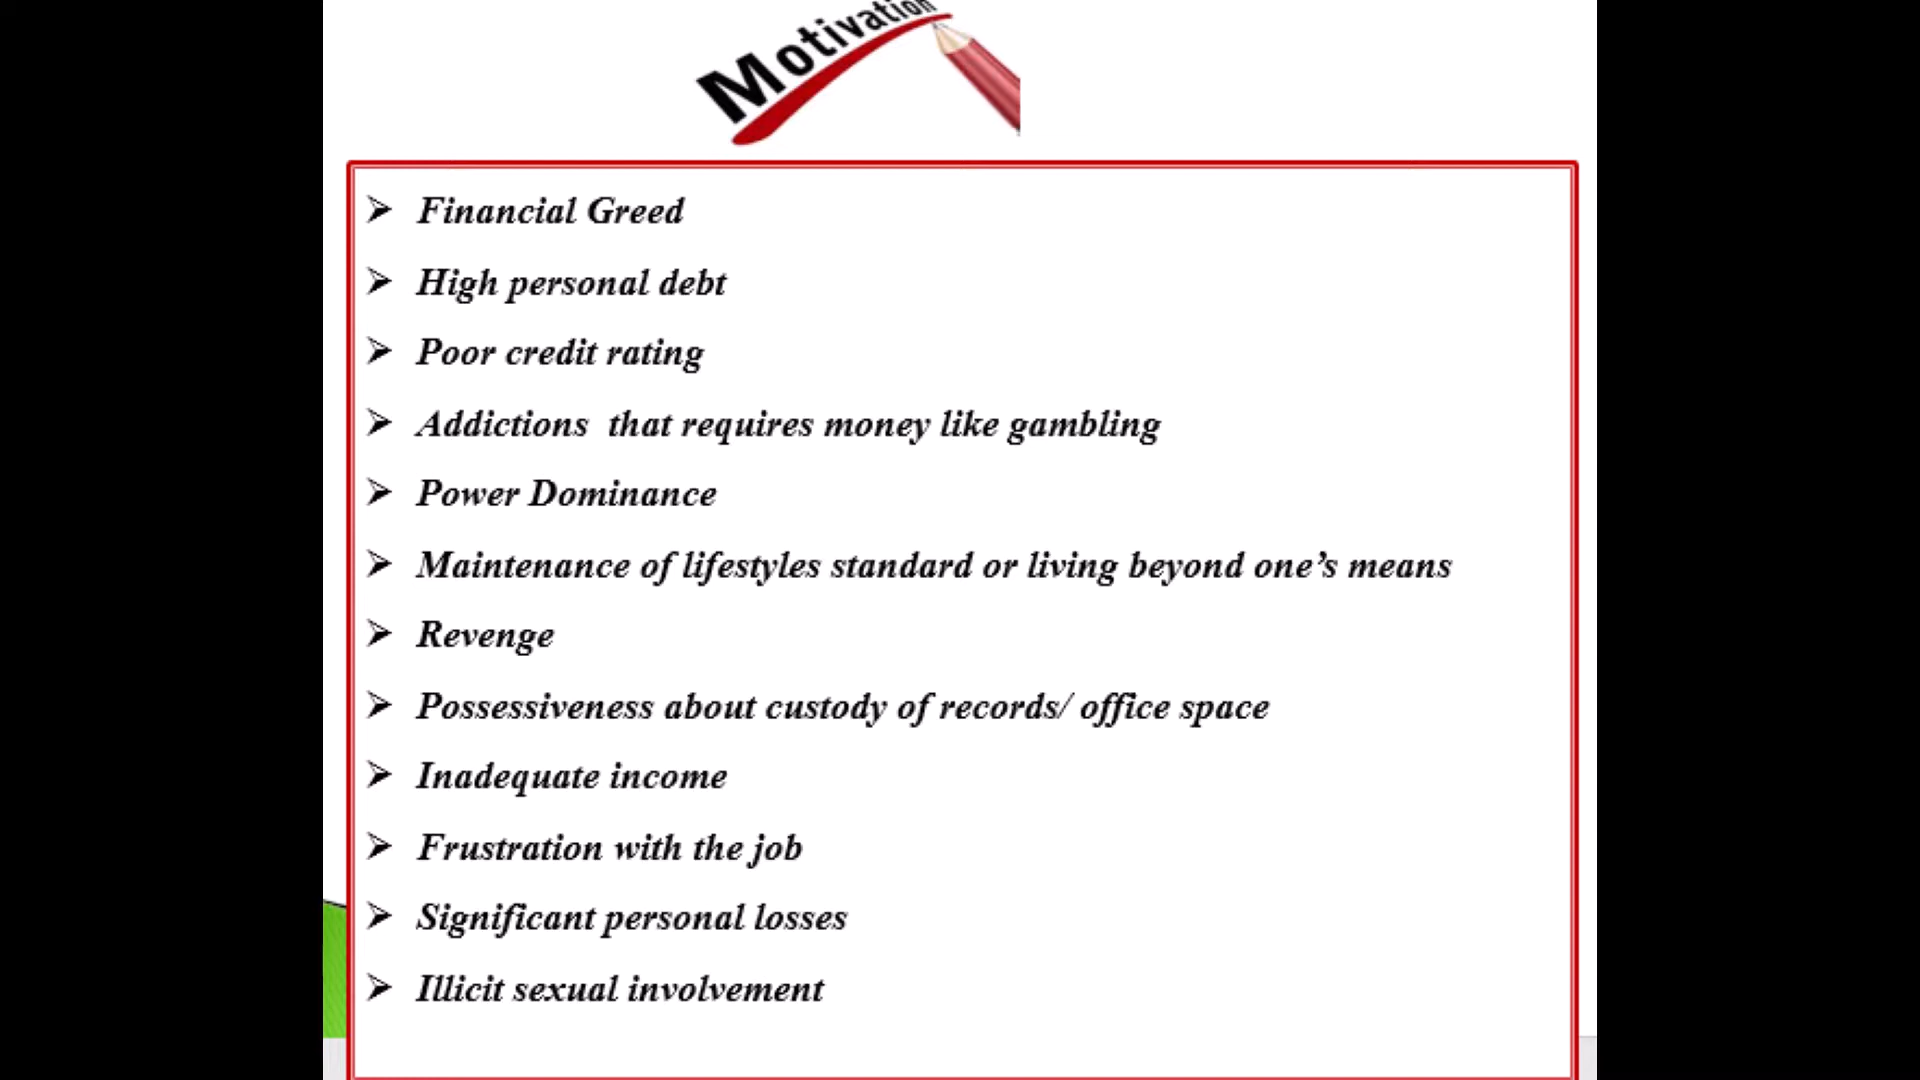 Motivation
Financial Greed
High personal debt
Poor credit rating
Addictions that requires money like gambling
Power Dominance
Maintenance of lifestyles standard or living beyond one’s means
Revenge
Possessiveness about custody of records/ office space
Inadequate income
Frustration with the job
Significant personal losses
Illicit sexual involvement